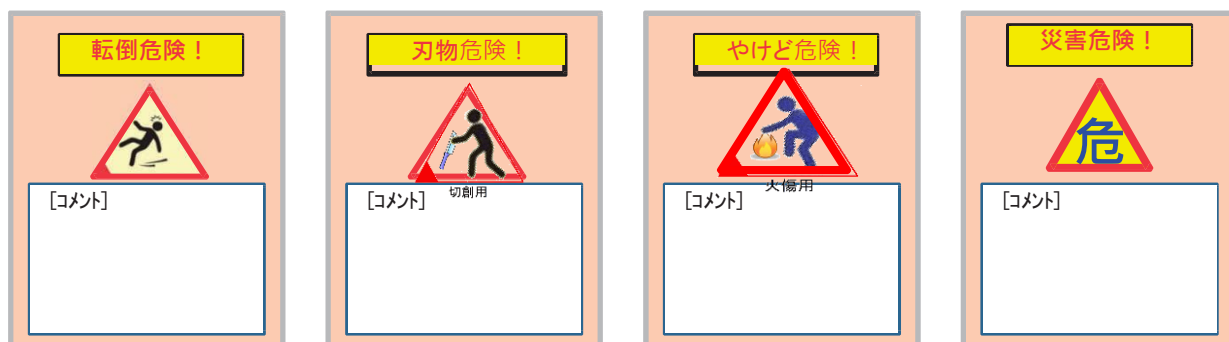 転倒危険！
刃物危険！
やけど危険！
災害危険！
危
切創用
火傷用
[コメント]
[コメント]
[コメント]
[コメント]